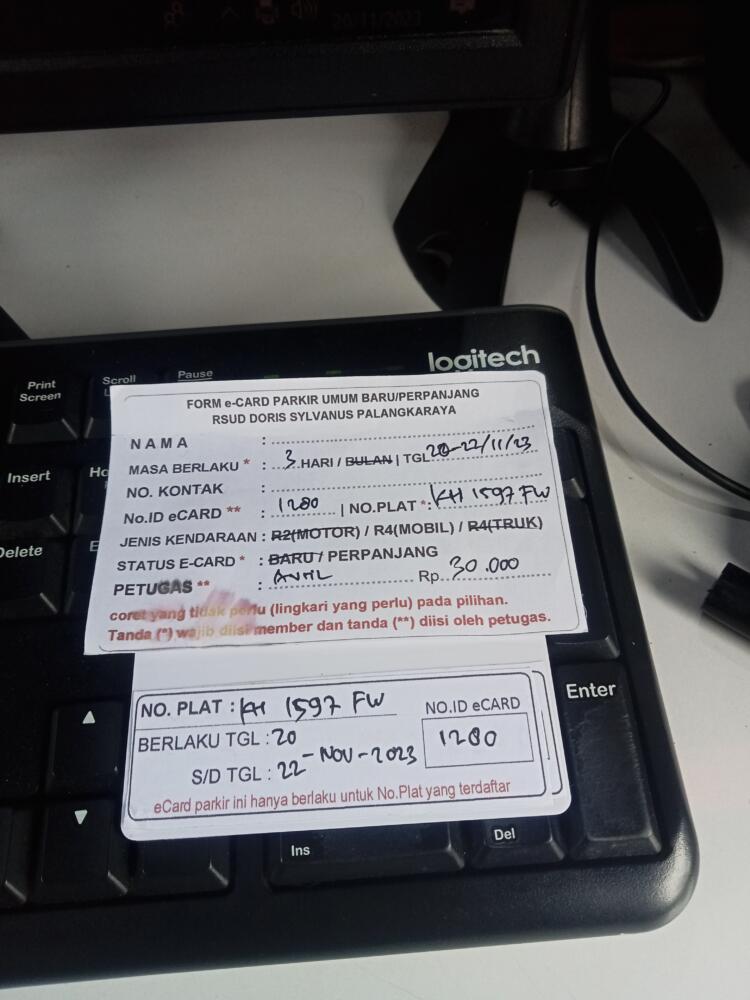 20/11/2023
logitech
Print Screen
Scroll
Pause
FORM e-CARD PARKIR UMUM BARU/PERPANJANG
RSUD DORIS SYLVANUS PALANGKARAYA
NAMA :
MASA BERLAKU * : 3 HARI / BULAN | TGL 20-22/11/23
NO. KONTAK :
No.ID eCARD ** : 1280 | NO.PLAT *: KH 1597 FW
JENIS KENDARAAN : R2(MOTOR) / R4(MOBIL) / R4(TRUK)
STATUS E-CARD * : BARU / PERPANJANG
PETUGAS ** : Rp. 30.000
coret yang tidak perlu (lingkari yang perlu) pada pilihan.
Tanda (*) wajib diisi member dan tanda (**) diisi oleh petugas.
Insert
Delete
NO. PLAT : KH 1597 FW
NO.ID eCARD
1280
BERLAKU TGL : 20
S/D TGL : 22-NOV-2023
eCard parkir ini hanya berlaku untuk No.Plat yang terdaftar
Enter
Ins
Del